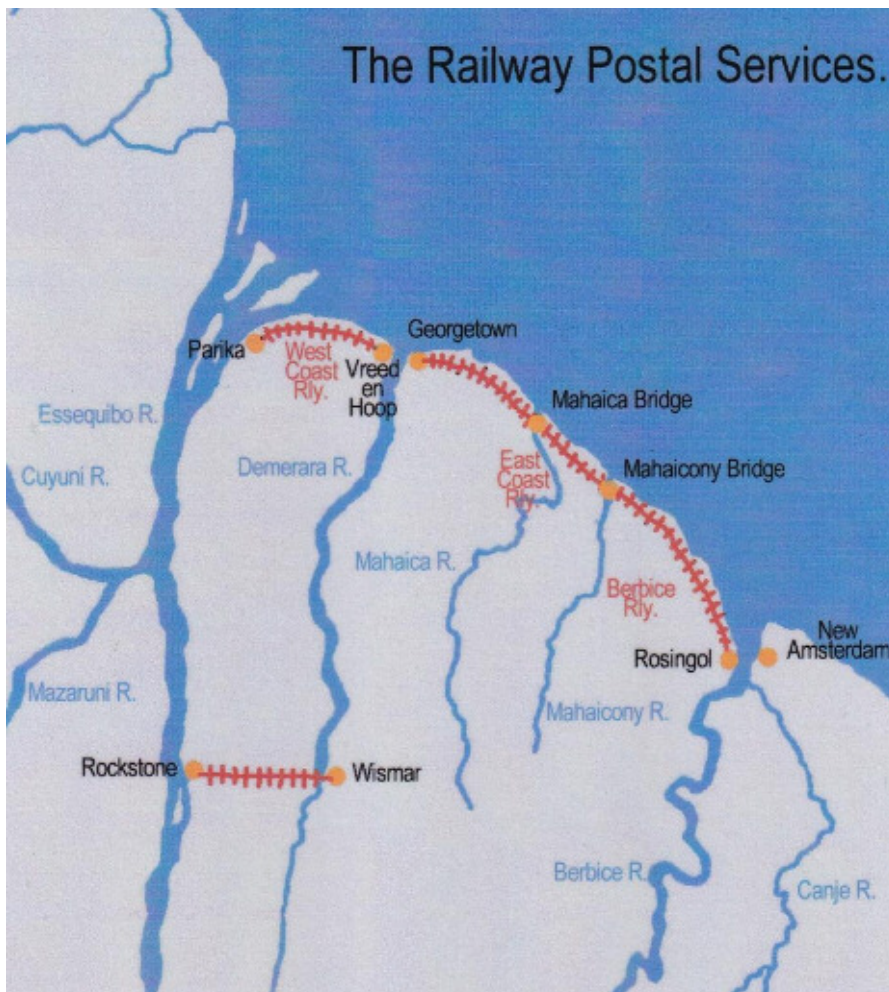 The Railway Postal Services.
Georgetown
Parika
West
Coast
Rly.
Vreed
en
Hoop
Mahaica Bridge
Essequibo R.
Cuyuni R.
Demerara R.
East
Coast
Rly.
Mahaicony Bridge
Mahaica R.
Berbice
Rly.
New
Amsterdam
Rosingol
Mazaruni R.
Mahaicony R.
Rockstone
Wismar
Berbice R.
Canje R.